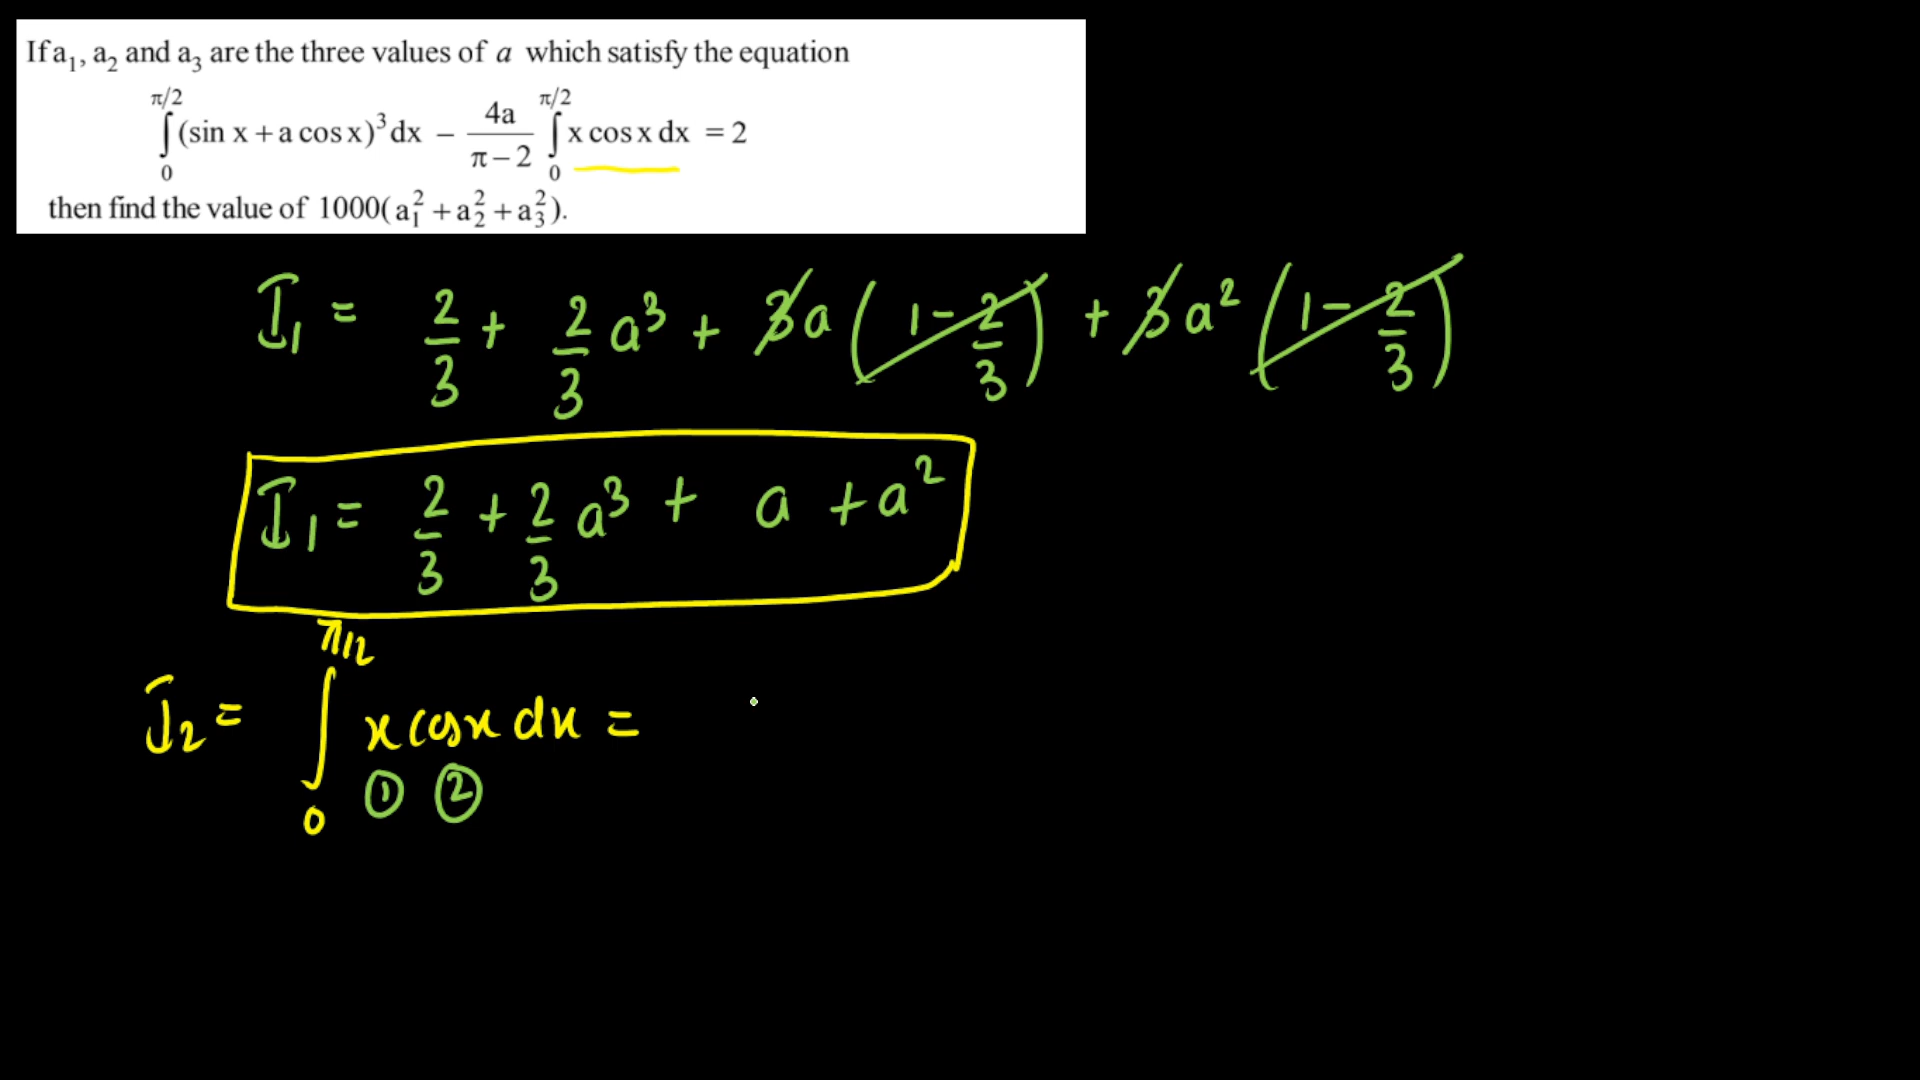 If a₁, a₂ and a₃ are the three values of a which satisfy the equation
∫₀^{π/2} (sin x + a cos x)³ dx − 4a/(π−2) ∫₀^{π/2} x cos x dx = 2
then find the value of 1000(a₁² + a₂² + a₃²).
I₁ = 2/3 + 2/3 a³ + 3a(1 − 2/3) + 3a²(1 − 2/3)
I₁ = 2/3 + 2/3 a³ + a + a²
I₂ = ∫₀^{π/2} x cosx dx =
① ②